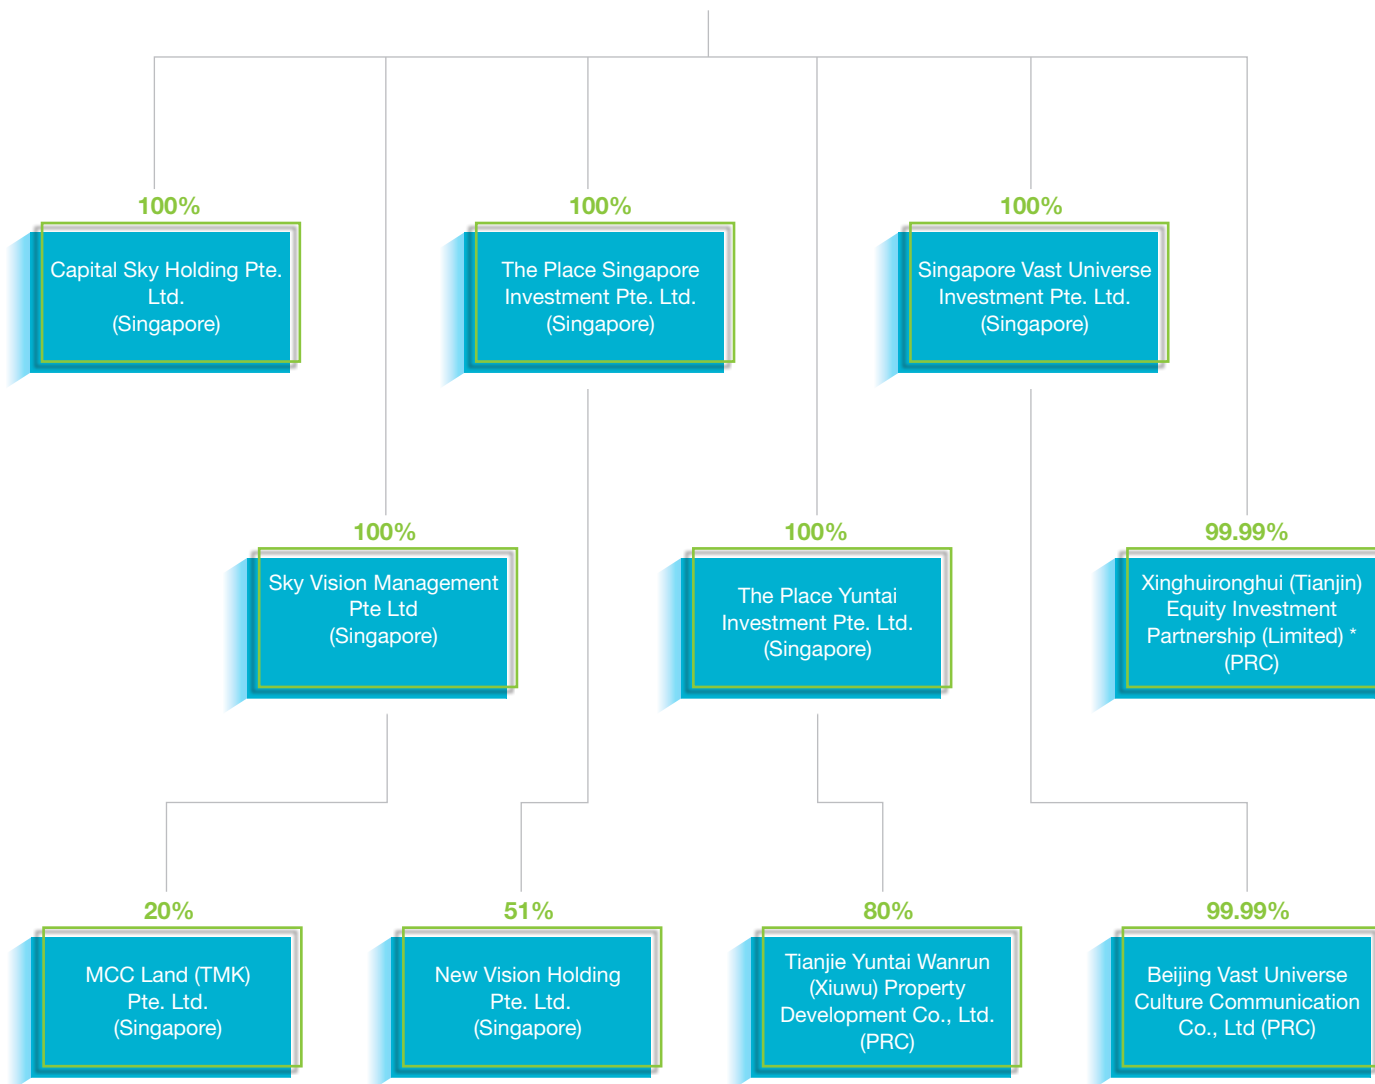 100%
Capital Sky Holding Pte.
Ltd.
(Singapore)
100%
The Place Singapore
Investment Pte. Ltd.
(Singapore)
100%
Singapore Vast Universe
Investment Pte. Ltd.
(Singapore)
100%
Sky Vision Management
Pte Ltd
(Singapore)
100%
The Place Yuntai
Investment Pte. Ltd.
(Singapore)
99.99%
Xinghuironghui (Tianjin)
Equity Investment
Partnership (Limited) *
(PRC)
20%
MCC Land (TMK)
Pte. Ltd.
(Singapore)
51%
New Vision Holding
Pte. Ltd.
(Singapore)
80%
Tianjie Yuntai Wanrun
(Xiuwu) Property
Development Co., Ltd.
(PRC)
99.99%
Beijing Vast Universe
Culture Communication
Co., Ltd (PRC)